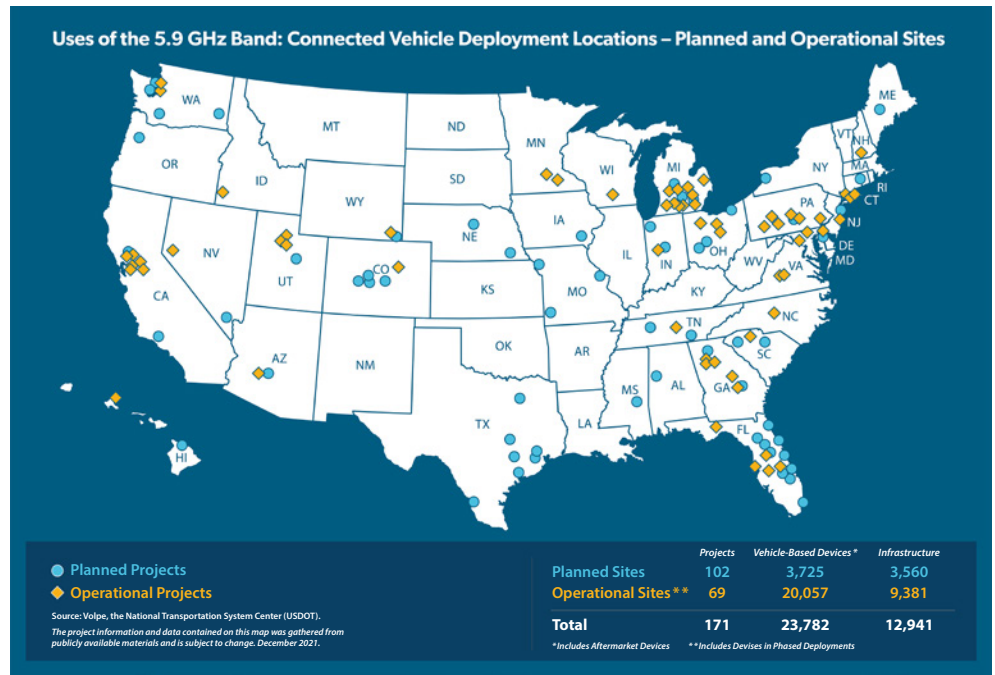 Uses of the 5.9 GHz Band: Connected Vehicle Deployment Locations – Planned and Operational Sites
WA
MT
ND
MN
ME
VT
NH
OR
ID
SD
WI
MI
NY
MA
RI
CT
WY
IA
PA
NJ
NE
OH
DE
MD
NV
UT
CO
IL
IN
WV
VA
CA
KS
MO
KY
NC
TN
OK
AR
SC
AZ
NM
MS
AL
GA
TX
LA
FL
HI
Planned Projects
Operational Projects
Source: Volpe, the National Transportation System Center (USDOT).
The project information and data contained on this map was gathered from
publicly available materials and is subject to change. December 2021.
Projects Vehicle-Based Devices* Infrastructure
Planned Sites 102 3,725 3,560
Operational Sites** 69 20,057 9,381
Total 171 23,782 12,941
*Includes Aftermarket Devices **Includes Devises in Phased Deployments